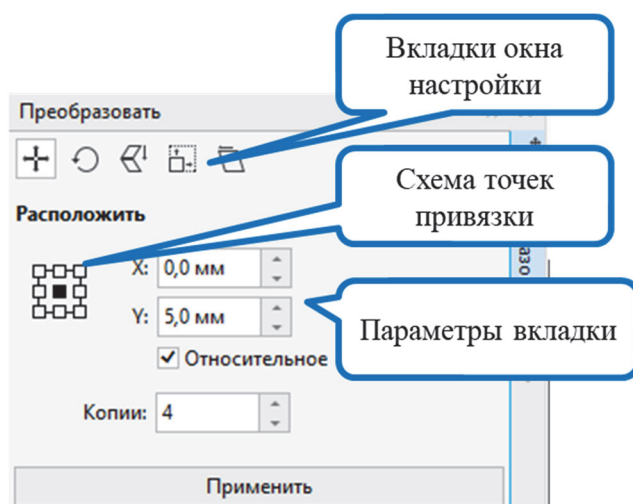 Вкладки окна
настройки
Преобразовать
Схема точек
привязки
Расположить
X: 0,0 мм
Y: 5,0 мм
Параметры вкладки
Относительное
Копии: 4
Применить